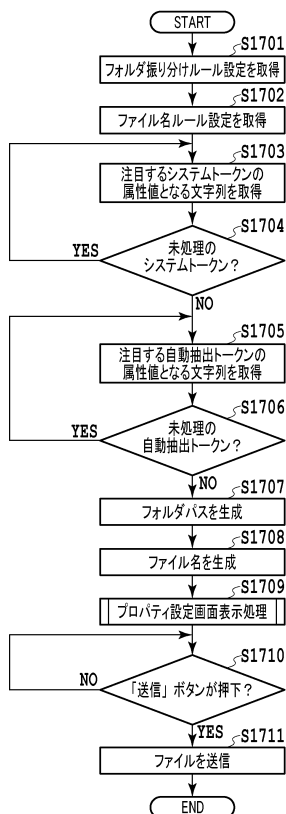 START
S1701
フォルダ振り分けルール設定を取得
S1702
ファイル名ルール設定を取得
S1703
注目するシステムトークンの
属性値となる文字列を取得
S1704
未処理の
システムトークン?
YES
NO
S1705
注目する自動抽出トークンの
属性値となる文字列を取得
S1706
未処理の
自動抽出トークン?
YES
NO
S1707
フォルダパスを生成
S1708
ファイル名を生成
S1709
プロパティ設定画面表示処理
S1710
「送信」ボタンが押下?
NO
YES
S1711
ファイルを送信
END